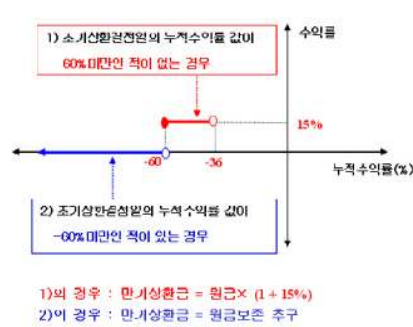 1) 조기상환결정일의 누적수익률 값이
60%미만인 적이 없는 경우
수익률
15%
-60
-36
누적수익률(%)
2) 조기상환결정일의 누적수익률 값이
-60%미만인 적이 있는 경우
1)의 경우 : 만기상환금 = 원금× (1 + 15%)
2)의 경우 : 만기상환금 = 원금보존 추구